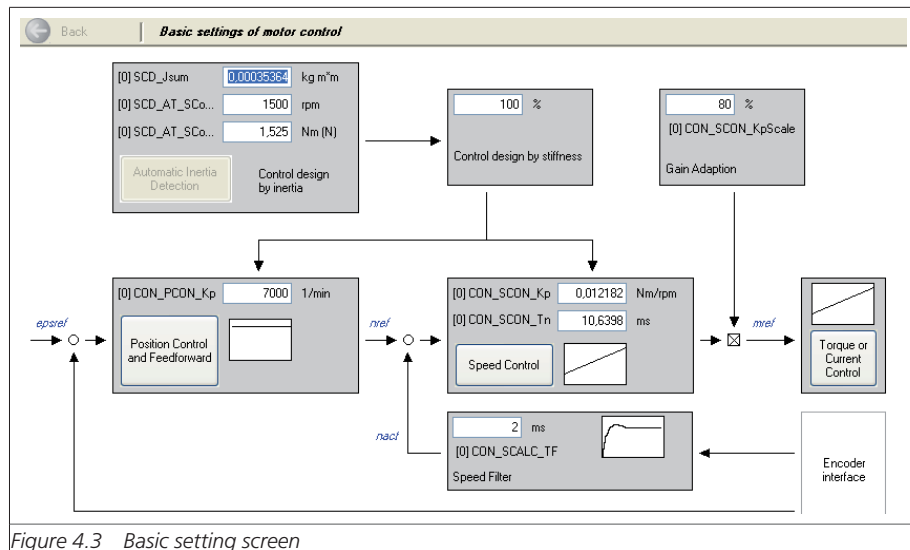 Back
Basic settings of motor control
[0] SCD_Jsum 0,00035364 kg m*m
[0] SCD_AT_SCo... 1500 rpm
[0] SCD_AT_SCo... 1,525 Nm (N)
Automatic Inertia
Detection
Control design
by inertia
100 %
Control design by stiffness
80 %
[0] CON_SCON_KpScale
Gain Adaption
[0] CON_PCON_Kp 7000 1/min
epsref
Position Control
and Feedforward
nref
[0] CON_SCON_Kp 0,012182 Nm/rpm
[0] CON_SCON_Tn 10,6398 ms
Speed Control
mref
Torque or
Current
Control
nact
2 ms
[0] CON_SCALC_TF
Speed Filter
Encoder
interface
Figure 4.3 Basic setting screen